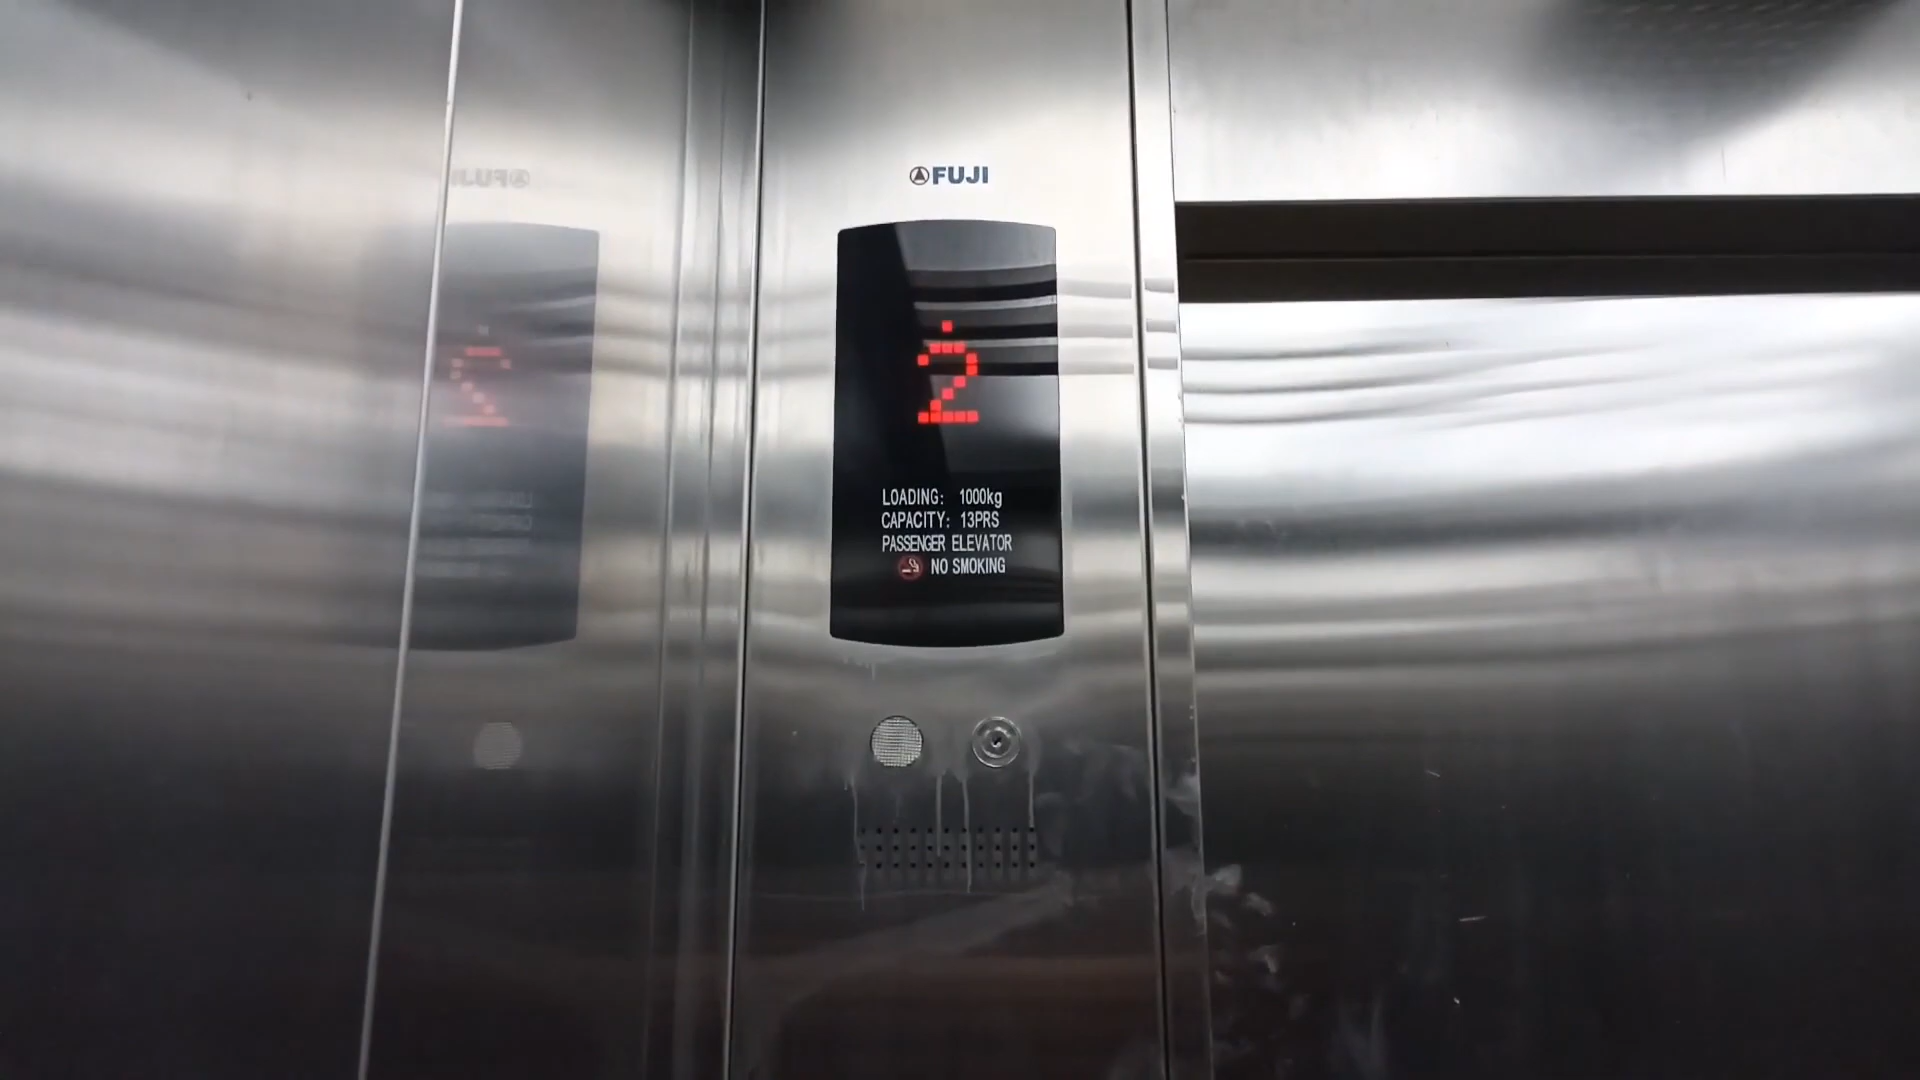 FUJI
2
LOADING: 1000kg
CAPACITY: 13PRS
PASSENGER ELEVATOR
NO SMOKING